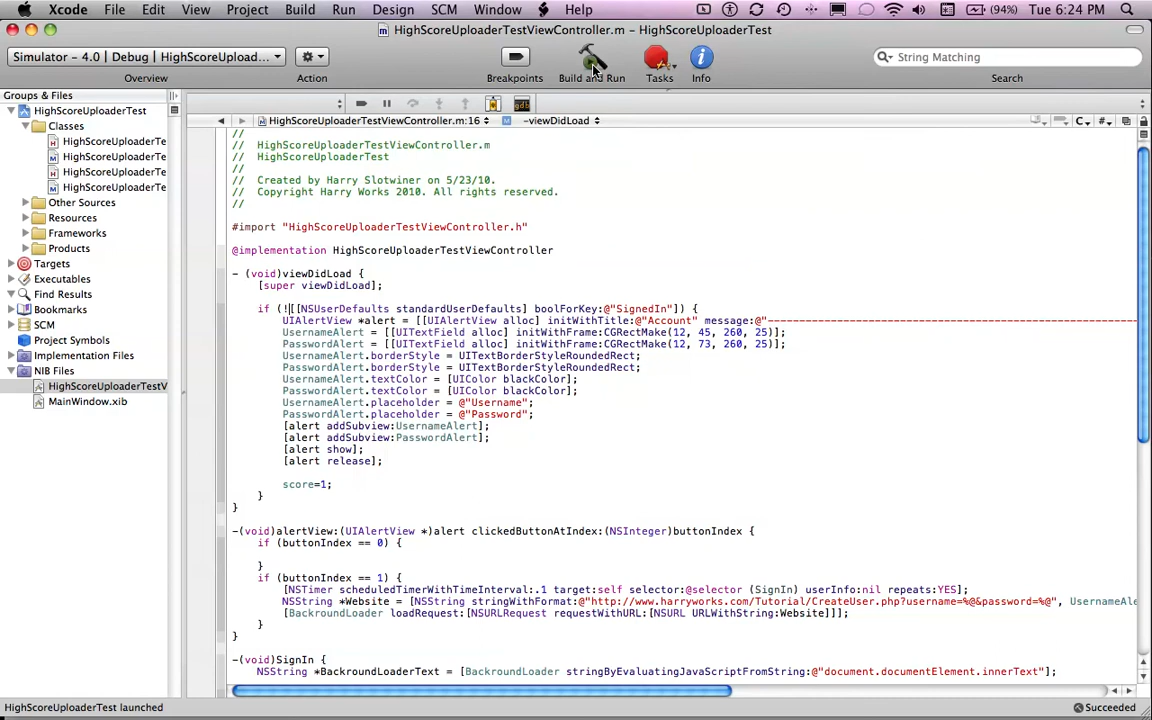 Xcode File Edit View Project Build Run Design SCM Window Help (94%) Tue 6:24 PM
HighScoreUploaderTestViewController.m - HighScoreUploaderTest
Simulator - 4.0 | Debug | HighScoreUpload...
String Matching
Overview Action Breakpoints Build and Run Tasks Info Search
Groups & Files
HighScoreUploaderTest
Classes
HighScoreUploaderTe
HighScoreUploaderTe
HighScoreUploaderTe
HighScoreUploaderTe
Other Sources
Resources
Frameworks
Products
Targets
Executables
Find Results
Bookmarks
SCM
Project Symbols
Implementation Files
NIB Files
HighScoreUploaderTestV
MainWindow.xib
gdb
HighScoreUploaderTestViewController.m:16 -viewDidLoad C #
//
// HighScoreUploaderTestViewController.m
// HighScoreUploaderTest
//
// Created by Harry Slotwiner on 5/23/10.
// Copyright Harry Works 2010. All rights reserved.
//
#import "HighScoreUploaderTestViewController.h"
@implementation HighScoreUploaderTestViewController
- (void)viewDidLoad {
[super viewDidLoad];
if (![[NSUserDefaults standardUserDefaults] boolForKey:@"SignedIn"]) {
UIAlertView *alert = [[UIAlertView alloc] initWithTitle:@"Account" message:@"----------
UsernameAlert = [[UITextField alloc] initWithFrame:CGRectMake(12, 45, 260, 25)];
PasswordAlert = [[UITextField alloc] initWithFrame:CGRectMake(12, 73, 260, 25)];
UsernameAlert.borderStyle = UITextBorderStyleRoundedRect;
PasswordAlert.borderStyle = UITextBorderStyleRoundedRect;
UsernameAlert.textColor = [UIColor blackColor];
PasswordAlert.textColor = [UIColor blackColor];
UsernameAlert.placeholder = @"Username";
PasswordAlert.placeholder = @"Password";
[alert addSubview:UsernameAlert];
[alert addSubview:PasswordAlert];
[alert show];
[alert release];
score=1;
}
}
-(void)alertView:(UIAlertView *)alert clickedButtonAtIndex:(NSInteger)buttonIndex {
if (buttonIndex == 0) {
}
if (buttonIndex == 1) {
[NSTimer scheduledTimerWithTimeInterval:.1 target:self selector:@selector (SignIn) userInfo:nil repeats:YES];
NSString *Website = [NSString stringWithFormat:@"http://www.harryworks.com/Tutorial/CreateUser.php?username=%@&password=%@", UsernameAle
[BackroundLoader loadRequest:[NSURLRequest requestWithURL:[NSURL URLWithString:Website]]];
}
}
-(void)SignIn {
NSString *BackroundLoaderText = [BackroundLoader stringByEvaluatingJavaScriptFromString:@"document.documentElement.innerText"];
HighScoreUploaderTest launched
Succeeded